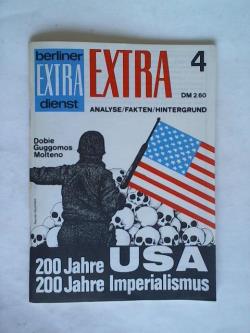 berliner
EXTRA
dienst
EXTRA
4
DM 2.60
ANALYSE/FAKTEN/HINTERGRUND
Dobie
Guggomos
Molteno
200 Jahre USA
200 Jahre Imperialismus